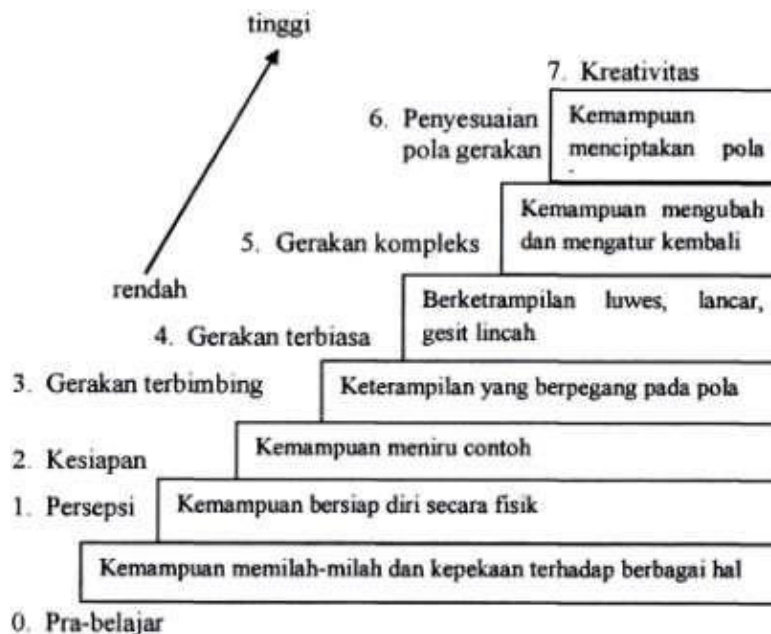 tinggi
7. Kreativitas
6. Penyesuaian
pola gerakan
Kemampuan
menciptakan pola
5. Gerakan kompleks
Kemampuan mengubah
dan mengatur kembali
rendah
4. Gerakan terbiasa
Berketrampilan luwes, lancar,
gesit lincah
3. Gerakan terbimbing
Keterampilan yang berpegang pada pola
2. Kesiapan
Kemampuan meniru contoh
1. Persepsi
Kemampuan bersiap diri secara fisik
Kemampuan memilah-milah dan kepekaan terhadap berbagai hal
0. Pra-belajar